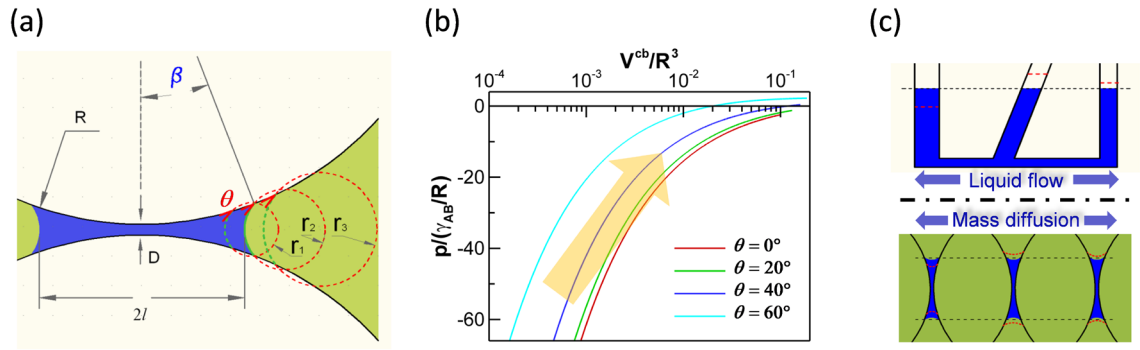 (a)
β
R
θ
r₁
r₂
r₃
D
2l
(b)
V^cb/R³
10⁻⁴ 10⁻³ 10⁻² 10⁻¹
p/(γ_AB/R)
0
-20
-40
-60
θ = 0°
θ = 20°
θ = 40°
θ = 60°
(c)
Liquid flow
Mass diffusion